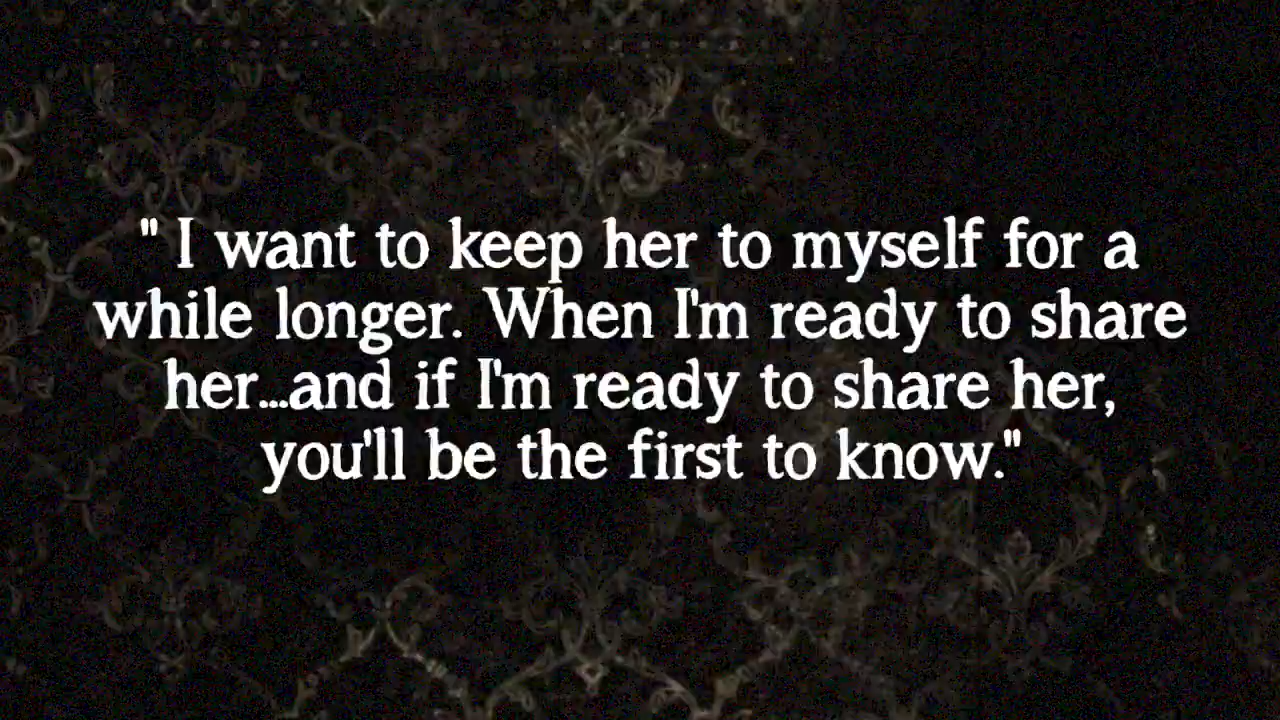 " I want to keep her to myself for a
while longer. When I'm ready to share
her...and if I'm ready to share her,
you'll be the first to know."